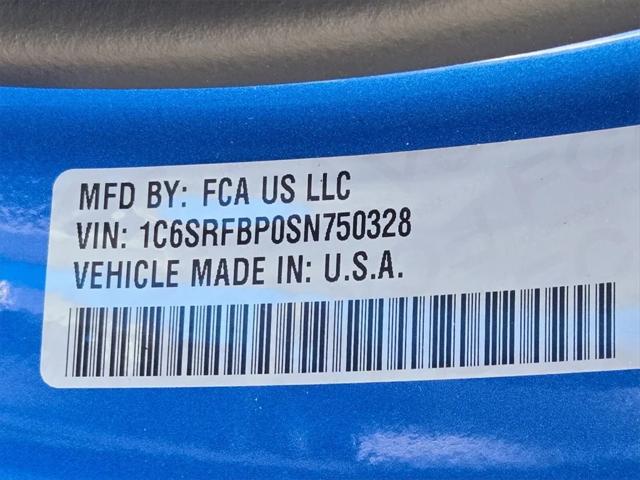 MFD BY: FCA US LLC
VIN: 1C6SRFBP0SN750328
VEHICLE MADE IN: U.S.A.